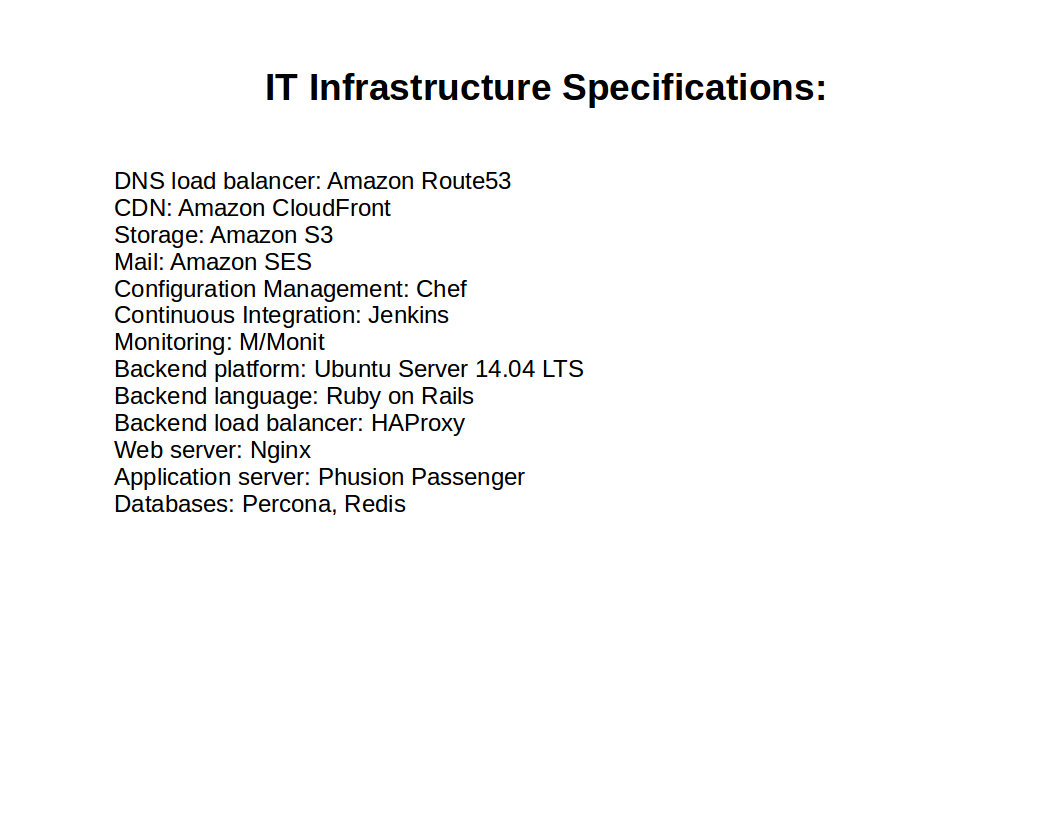 IT Infrastructure Specifications:
DNS load balancer: Amazon Route53
CDN: Amazon CloudFront
Storage: Amazon S3
Mail: Amazon SES
Configuration Management: Chef
Continuous Integration: Jenkins
Monitoring: M/Monit
Backend platform: Ubuntu Server 14.04 LTS
Backend language: Ruby on Rails
Backend load balancer: HAProxy
Web server: Nginx
Application server: Phusion Passenger
Databases: Percona, Redis